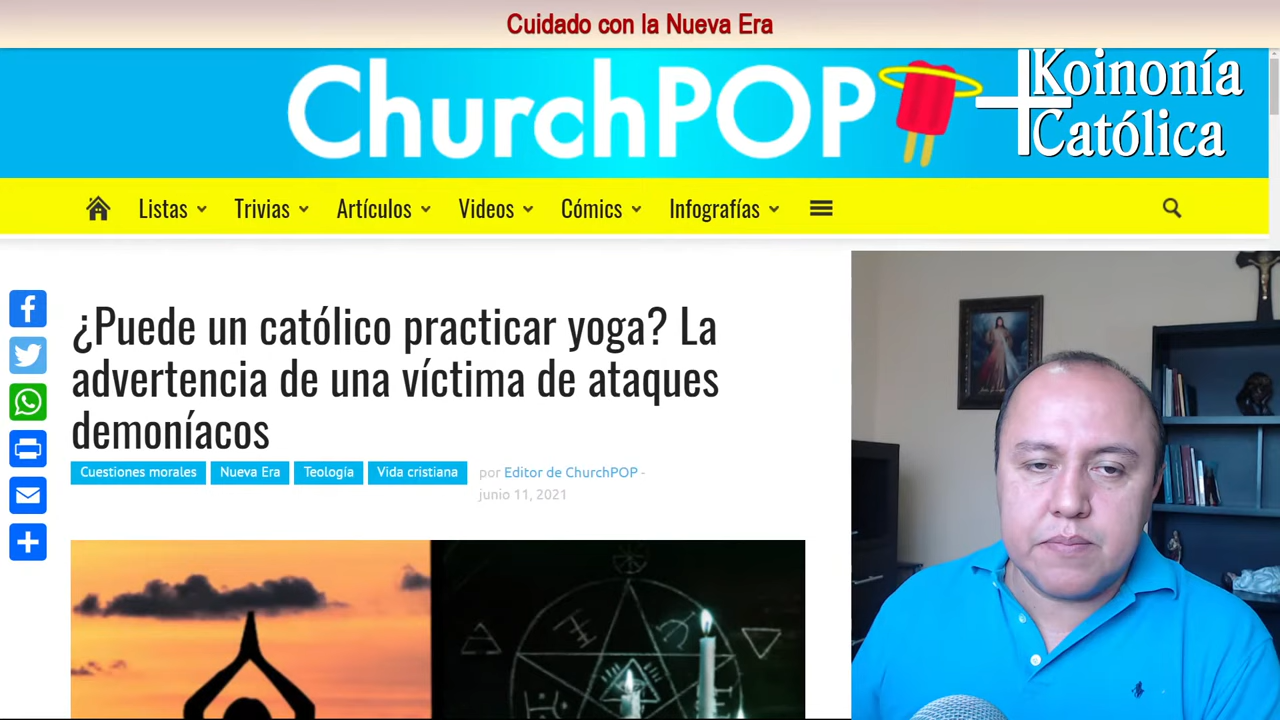 Cuidado con la Nueva Era
ChurchPOP
Koinonía
Católica
Listas
Trivias
Artículos
Videos
Cómics
Infografías
¿Puede un católico practicar yoga? La
advertencia de una víctima de ataques
demoníacos
Cuestiones morales
Nueva Era
Teología
Vida cristiana
por Editor de ChurchPOP -
junio 11, 2021